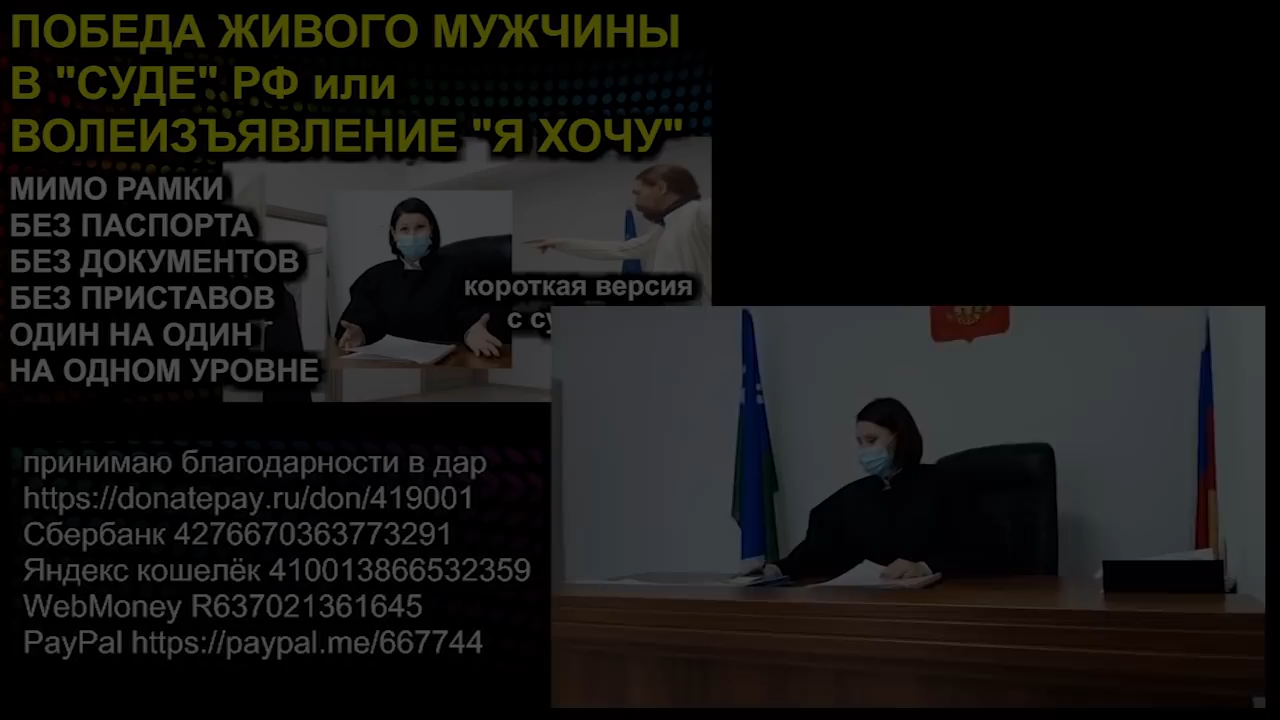 ПОБЕДА ЖИВОГО МУЖЧИНЫ
В "СУДЕ" РФ или
ВОЛЕИЗЪЯВЛЕНИЕ "Я ХОЧУ"
МИМО РАМКИ
БЕЗ ПАСПОРТА
БЕЗ ДОКУМЕНТОВ
БЕЗ ПРИСТАВОВ
ОДИН НА ОДИН
НА ОДНОМ УРОВНЕ
короткая версия
с
принимаю благодарности в дар
https://donatepay.ru/don/419001
Сбербанк 4276670363773291
Яндекс кошелёк 410013866532359
WebMoney R637021361645
PayPal https://paypal.me/667744